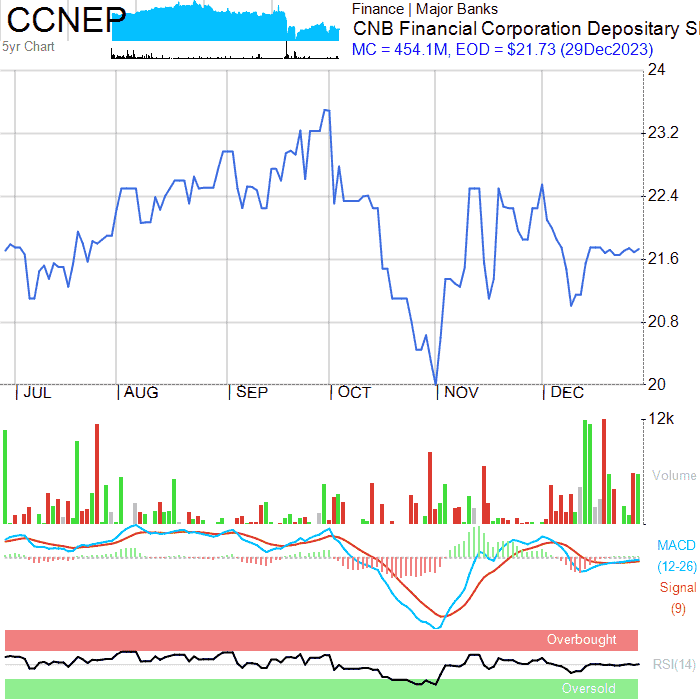 CCNEP
5yr Chart
Finance | Major Banks
CNB Financial Corporation Depositary S
MC = 454.1M, EOD = $21.73 (29Dec2023)
24
23.2
22.4
21.6
20.8
20
JUL AUG SEP OCT NOV DEC
12k
Volume
MACD
(12-26)
Signal
(9)
Overbought
RSI(14)
Oversold